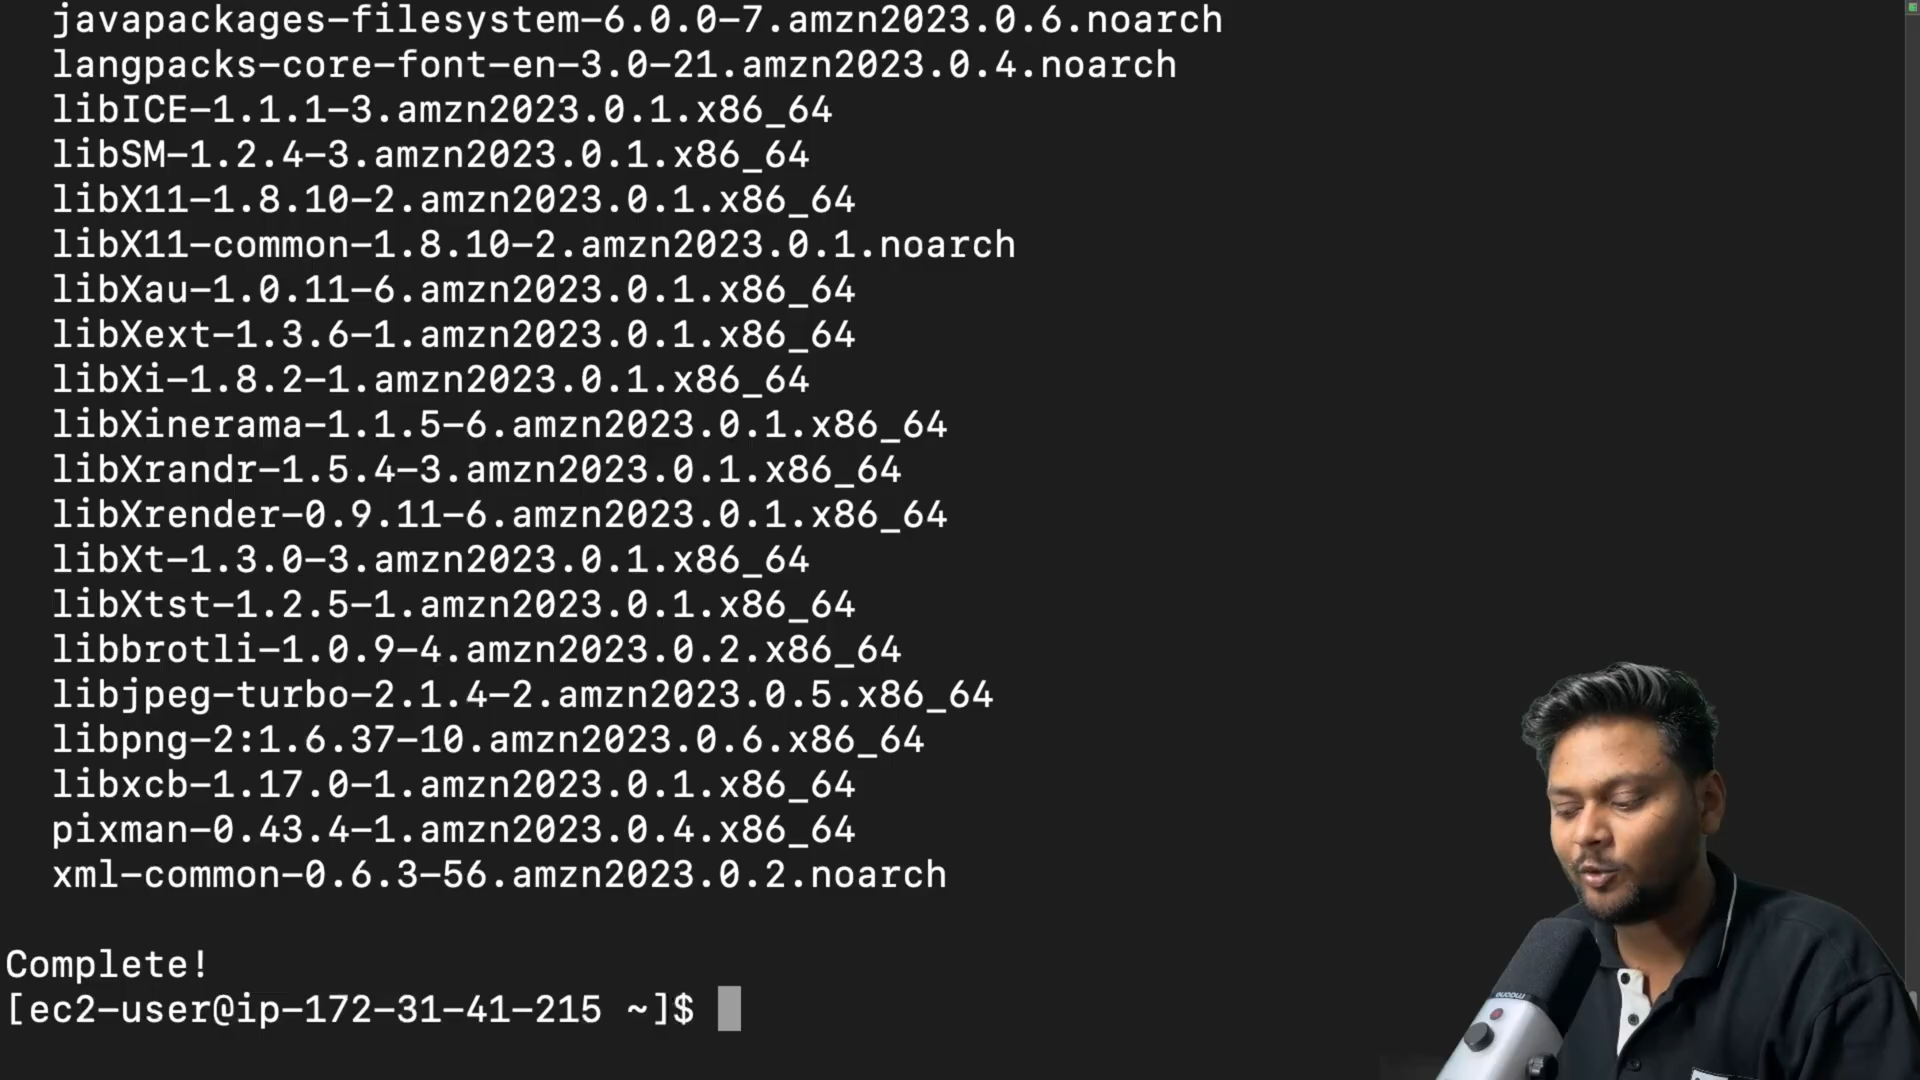 javapackages-filesystem-6.0.0-7.amzn2023.0.6.noarch
langpacks-core-font-en-3.0-21.amzn2023.0.4.noarch
libICE-1.1.1-3.amzn2023.0.1.x86_64
libSM-1.2.4-3.amzn2023.0.1.x86_64
libX11-1.8.10-2.amzn2023.0.1.x86_64
libX11-common-1.8.10-2.amzn2023.0.1.noarch
libXau-1.0.11-6.amzn2023.0.1.x86_64
libXext-1.3.6-1.amzn2023.0.1.x86_64
libXi-1.8.2-1.amzn2023.0.1.x86_64
libXinerama-1.1.5-6.amzn2023.0.1.x86_64
libXrandr-1.5.4-3.amzn2023.0.1.x86_64
libXrender-0.9.11-6.amzn2023.0.1.x86_64
libXt-1.3.0-3.amzn2023.0.1.x86_64
libXtst-1.2.5-1.amzn2023.0.1.x86_64
libbrotli-1.0.9-4.amzn2023.0.2.x86_64
libjpeg-turbo-2.1.4-2.amzn2023.0.5.x86_64
libpng-2:1.6.37-10.amzn2023.0.6.x86_64
libxcb-1.17.0-1.amzn2023.0.1.x86_64
pixman-0.43.4-1.amzn2023.0.4.x86_64
xml-common-0.6.3-56.amzn2023.0.2.noarch
Complete!
[ec2-user@ip-172-31-41-215 ~]$
maono